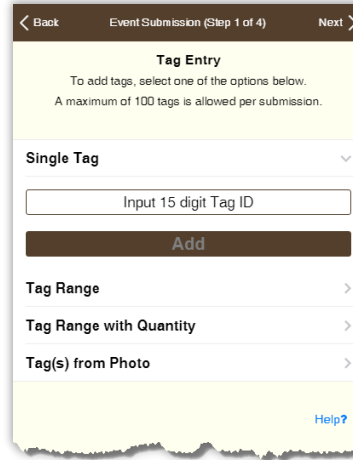 Back Event Submission (Step 1 of 4) Next
Tag Entry
To add tags, select one of the options below.
A maximum of 100 tags is allowed per submission.
Single Tag
Input 15 digit Tag ID
Add
Tag Range
Tag Range with Quantity
Tag(s) from Photo
Help?